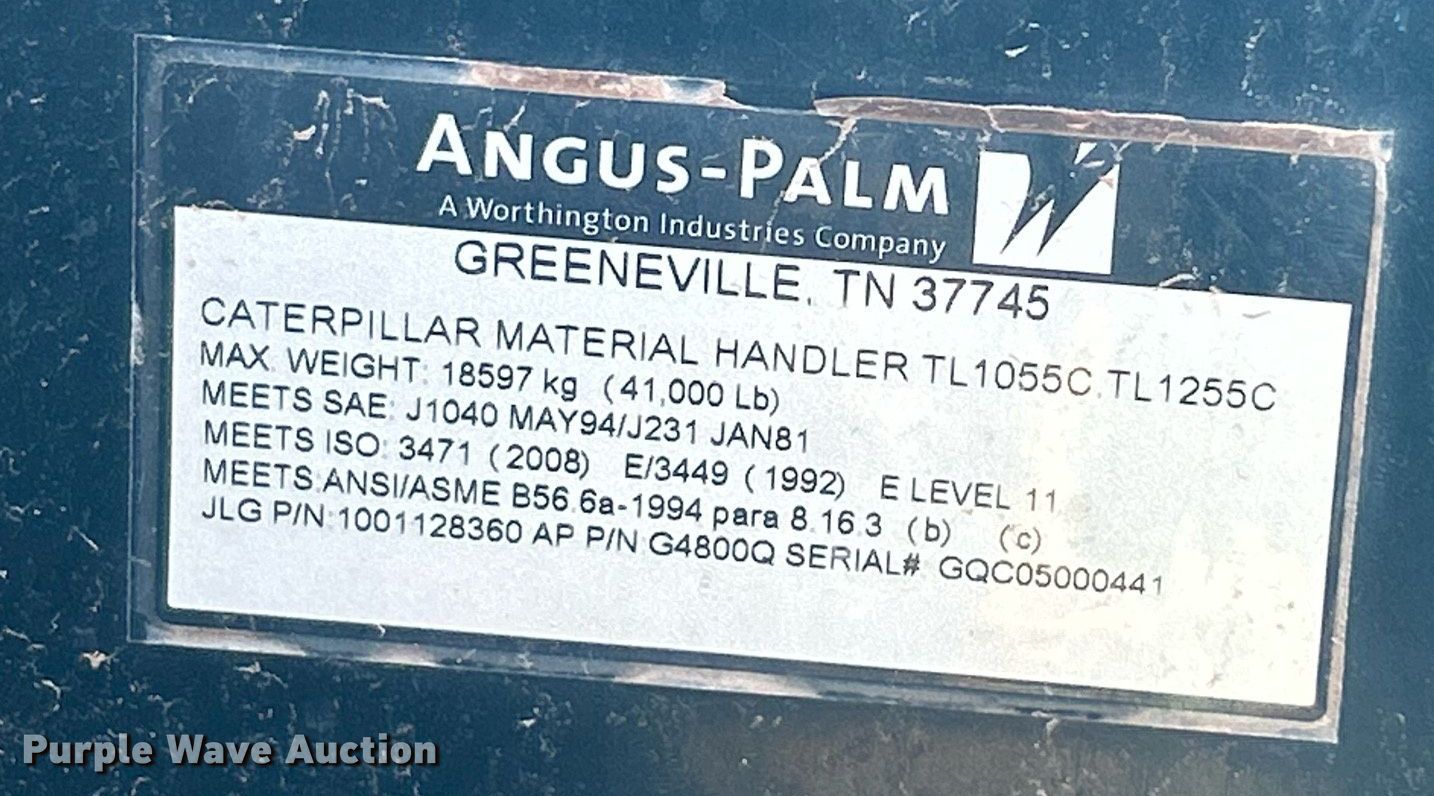 ANGUS-PALM
A Worthington Industries Company
GREENEVILLE, TN 37745
CATERPILLAR MATERIAL HANDLER TL1055C,TL1255C
MAX. WEIGHT: 18597 kg (41,000 Lb)
MEETS SAE: J1040 MAY94/J231 JAN81
MEETS ISO: 3471 (2008) E/3449 (1992) E LEVEL 11.
MEETS:ANSI/ASME B56.6a-1994 para 8.16.3 (b) (c)
JLG P/N:1001128360 AP P/N:G4800Q SERIAL#: GQC05000441
Purple Wave Auction